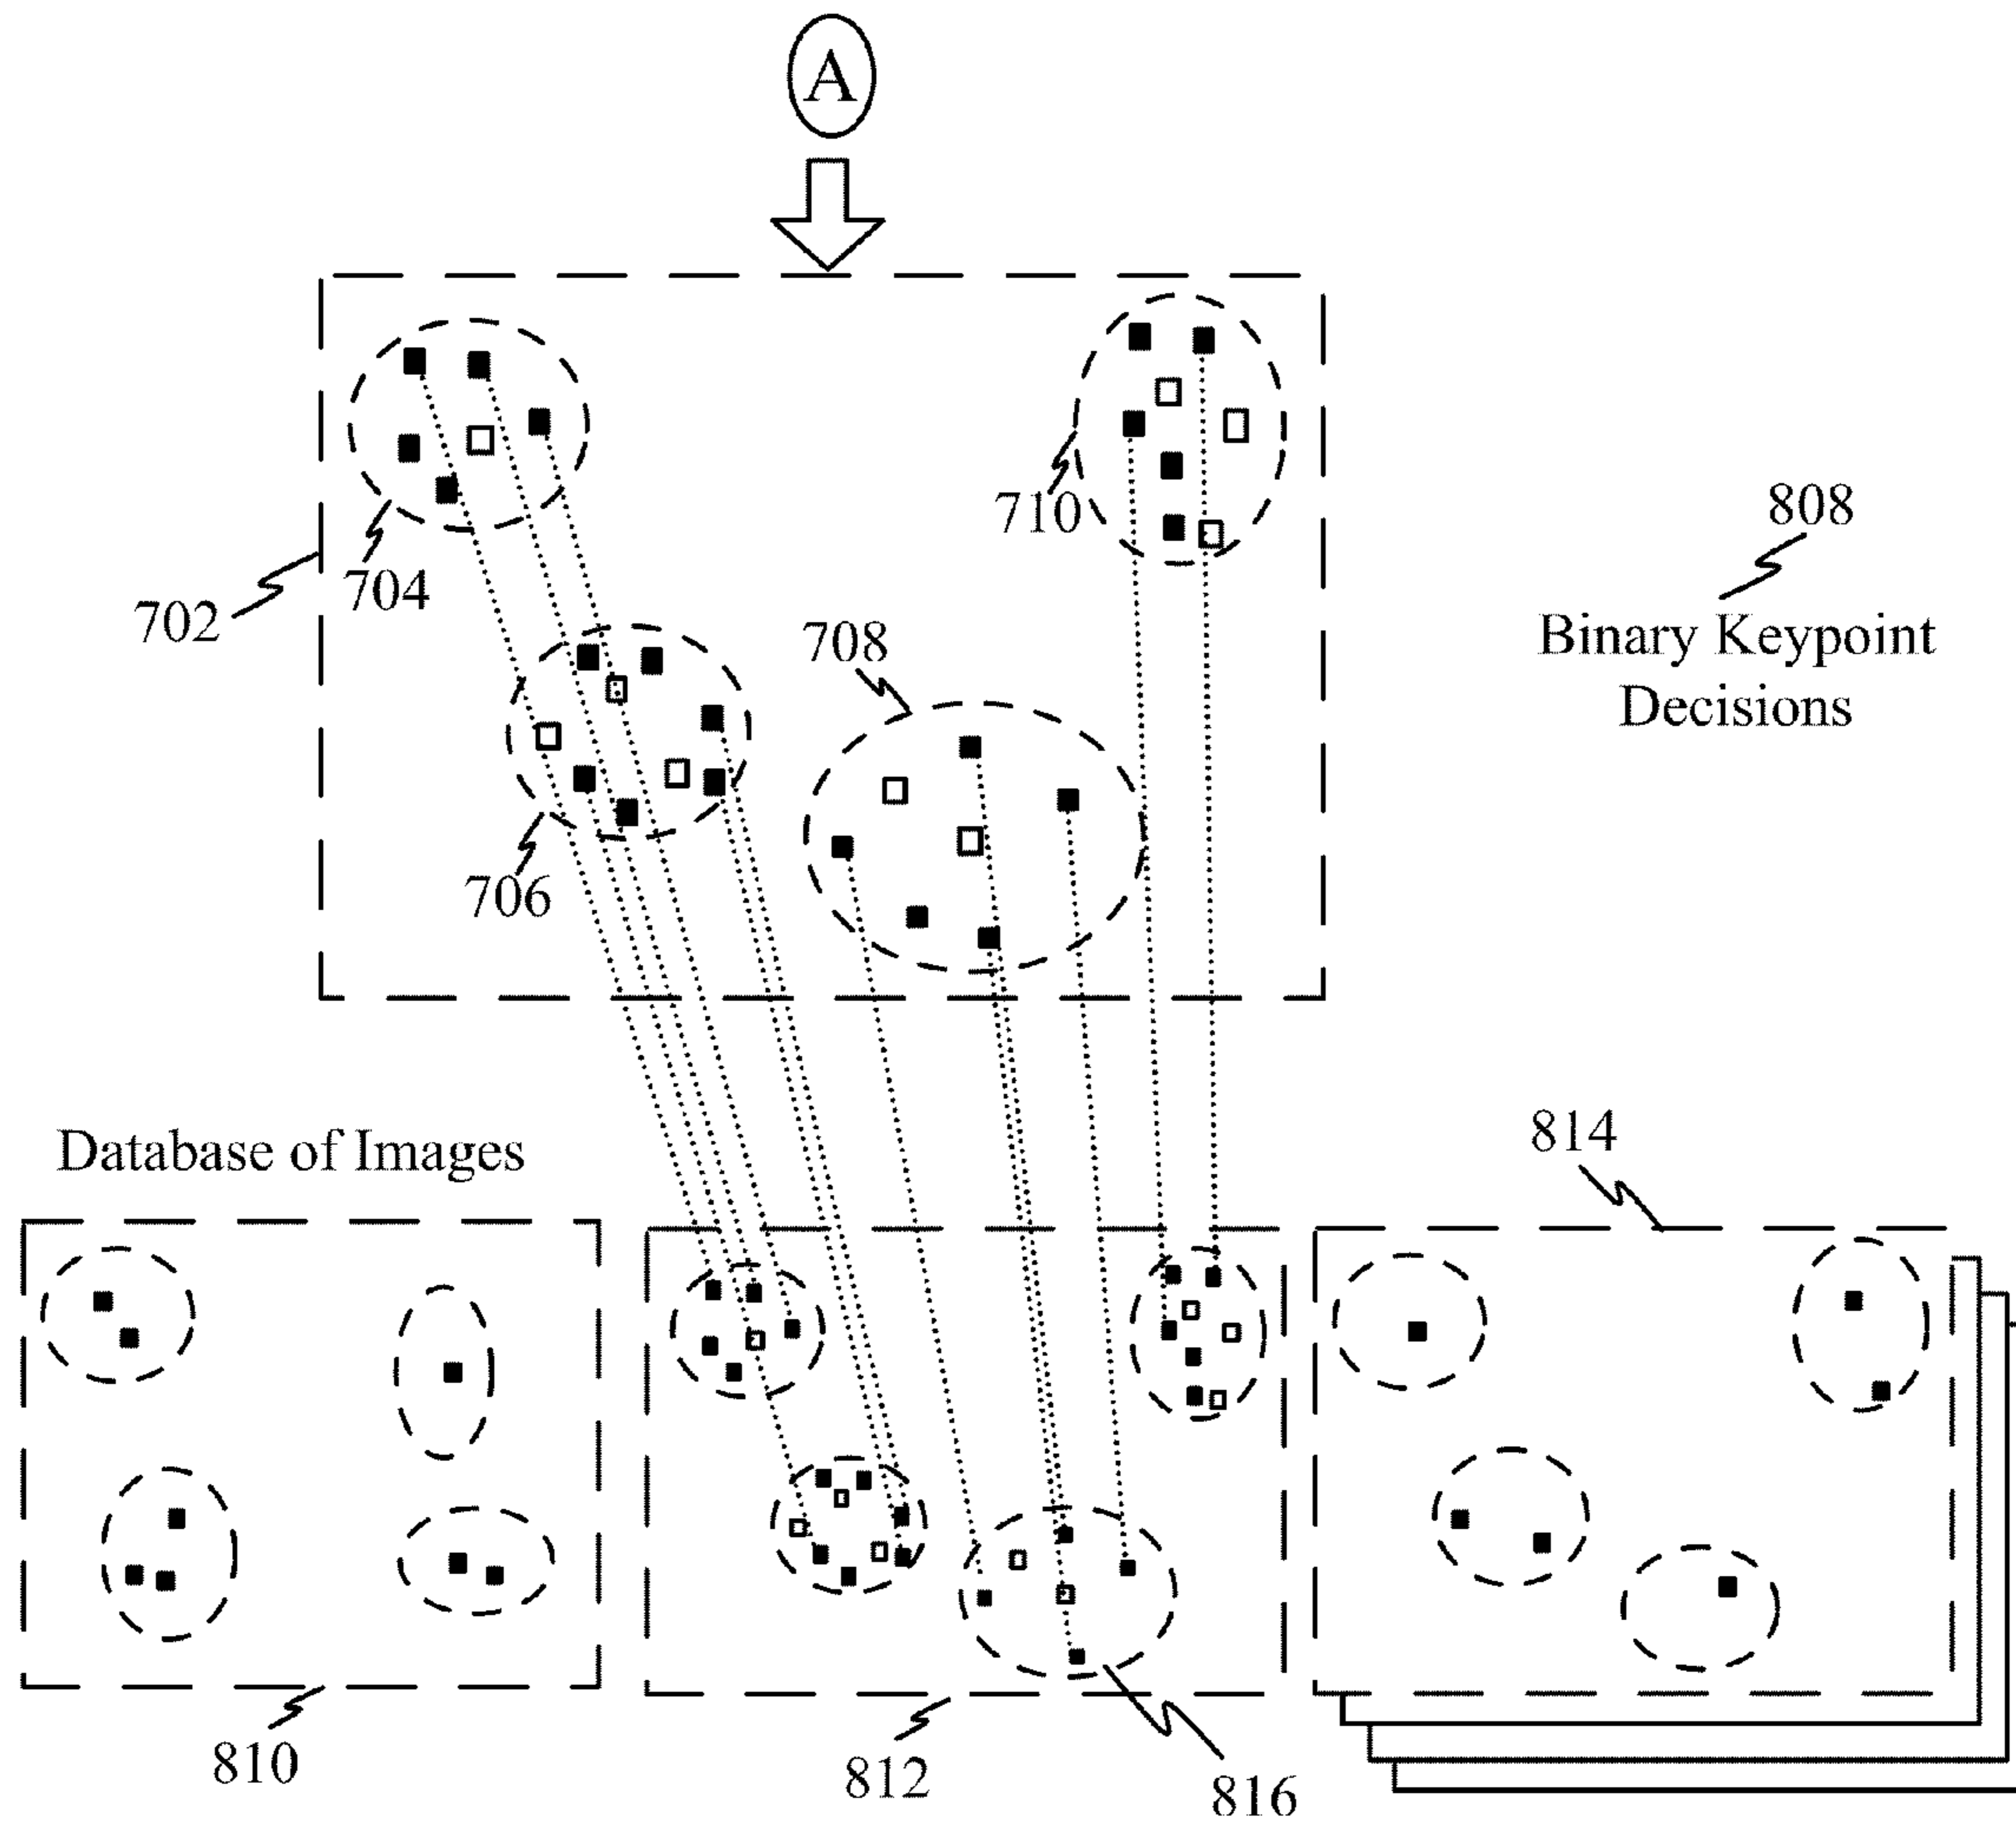 A
710
808
704
702
Binary Keypoint
Decisions
708
706
814
Database of Images
810
812
816